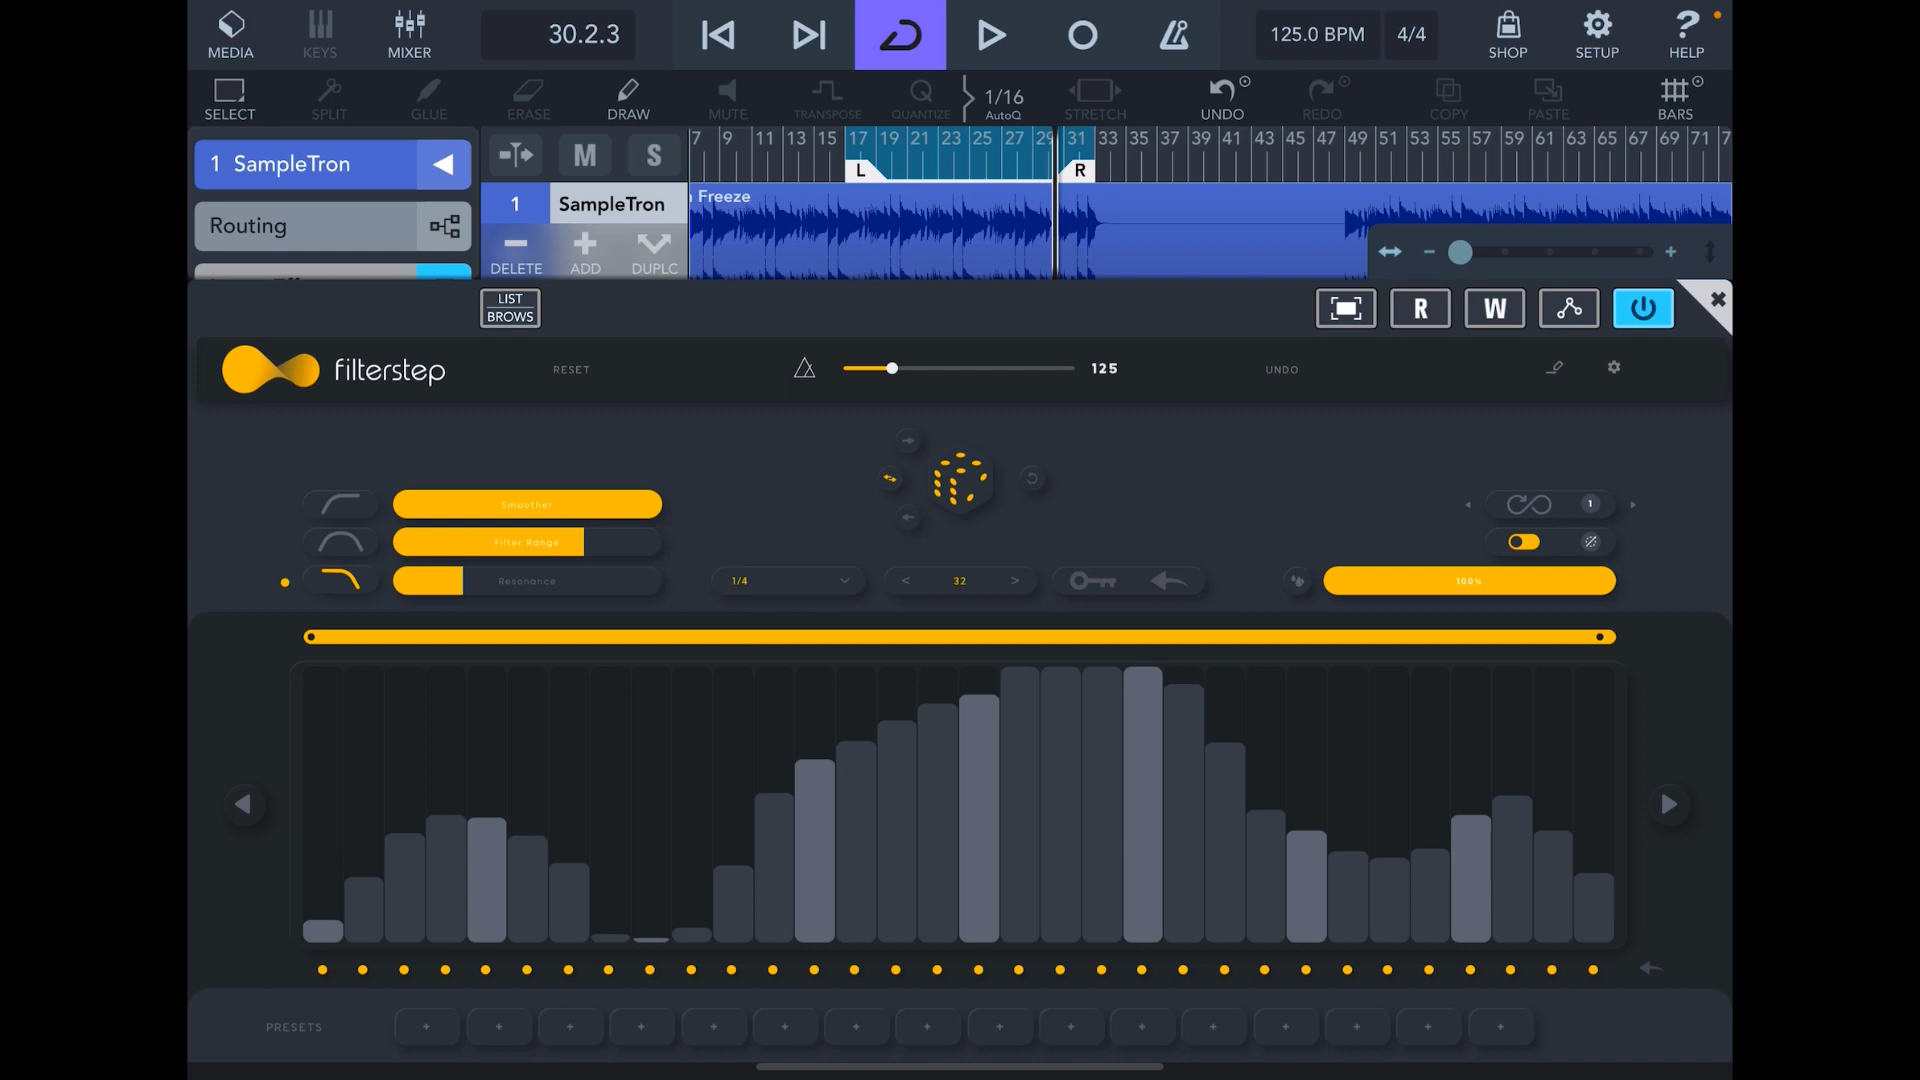 MEDIA
KEYS
MIXER
30.2.3
125.0 BPM
4/4
SHOP
SETUP
HELP
SELECT
SPLIT
GLUE
ERASE
DRAW
MUTE
TRANSPOSE
QUANTIZE
1/16
AutoQ
STRETCH
UNDO
REDO
COPY
PASTE
BARS
1 SampleTron
M
S
7 9 11 13 15 17 19 21 23 25 27 29 31 33 35 37 39 41 43 45 47 49 51 53 55 57 59 61 63 65 67 69 71 7
L
R
Routing
1
SampleTron
Freeze
DELETE
ADD
DUPLC
LIST
BROWS
R
W
filterstep
RESET
125
UNDO
Smoother
1
Filter Range
Resonance
1/4
< 32 >
100%
PRESETS